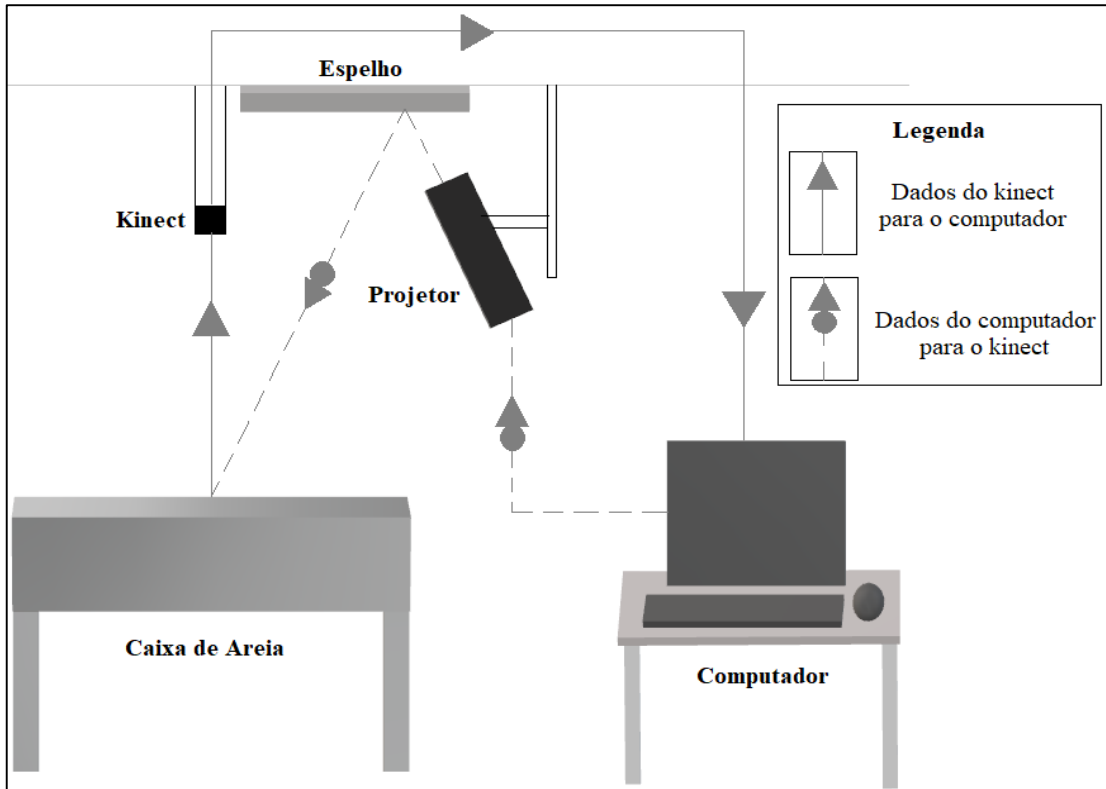 Espelho
Legenda
Dados do kinect
para o computador
Kinect
Projetor
Dados do computador
para o kinect
Caixa de Areia
Computador